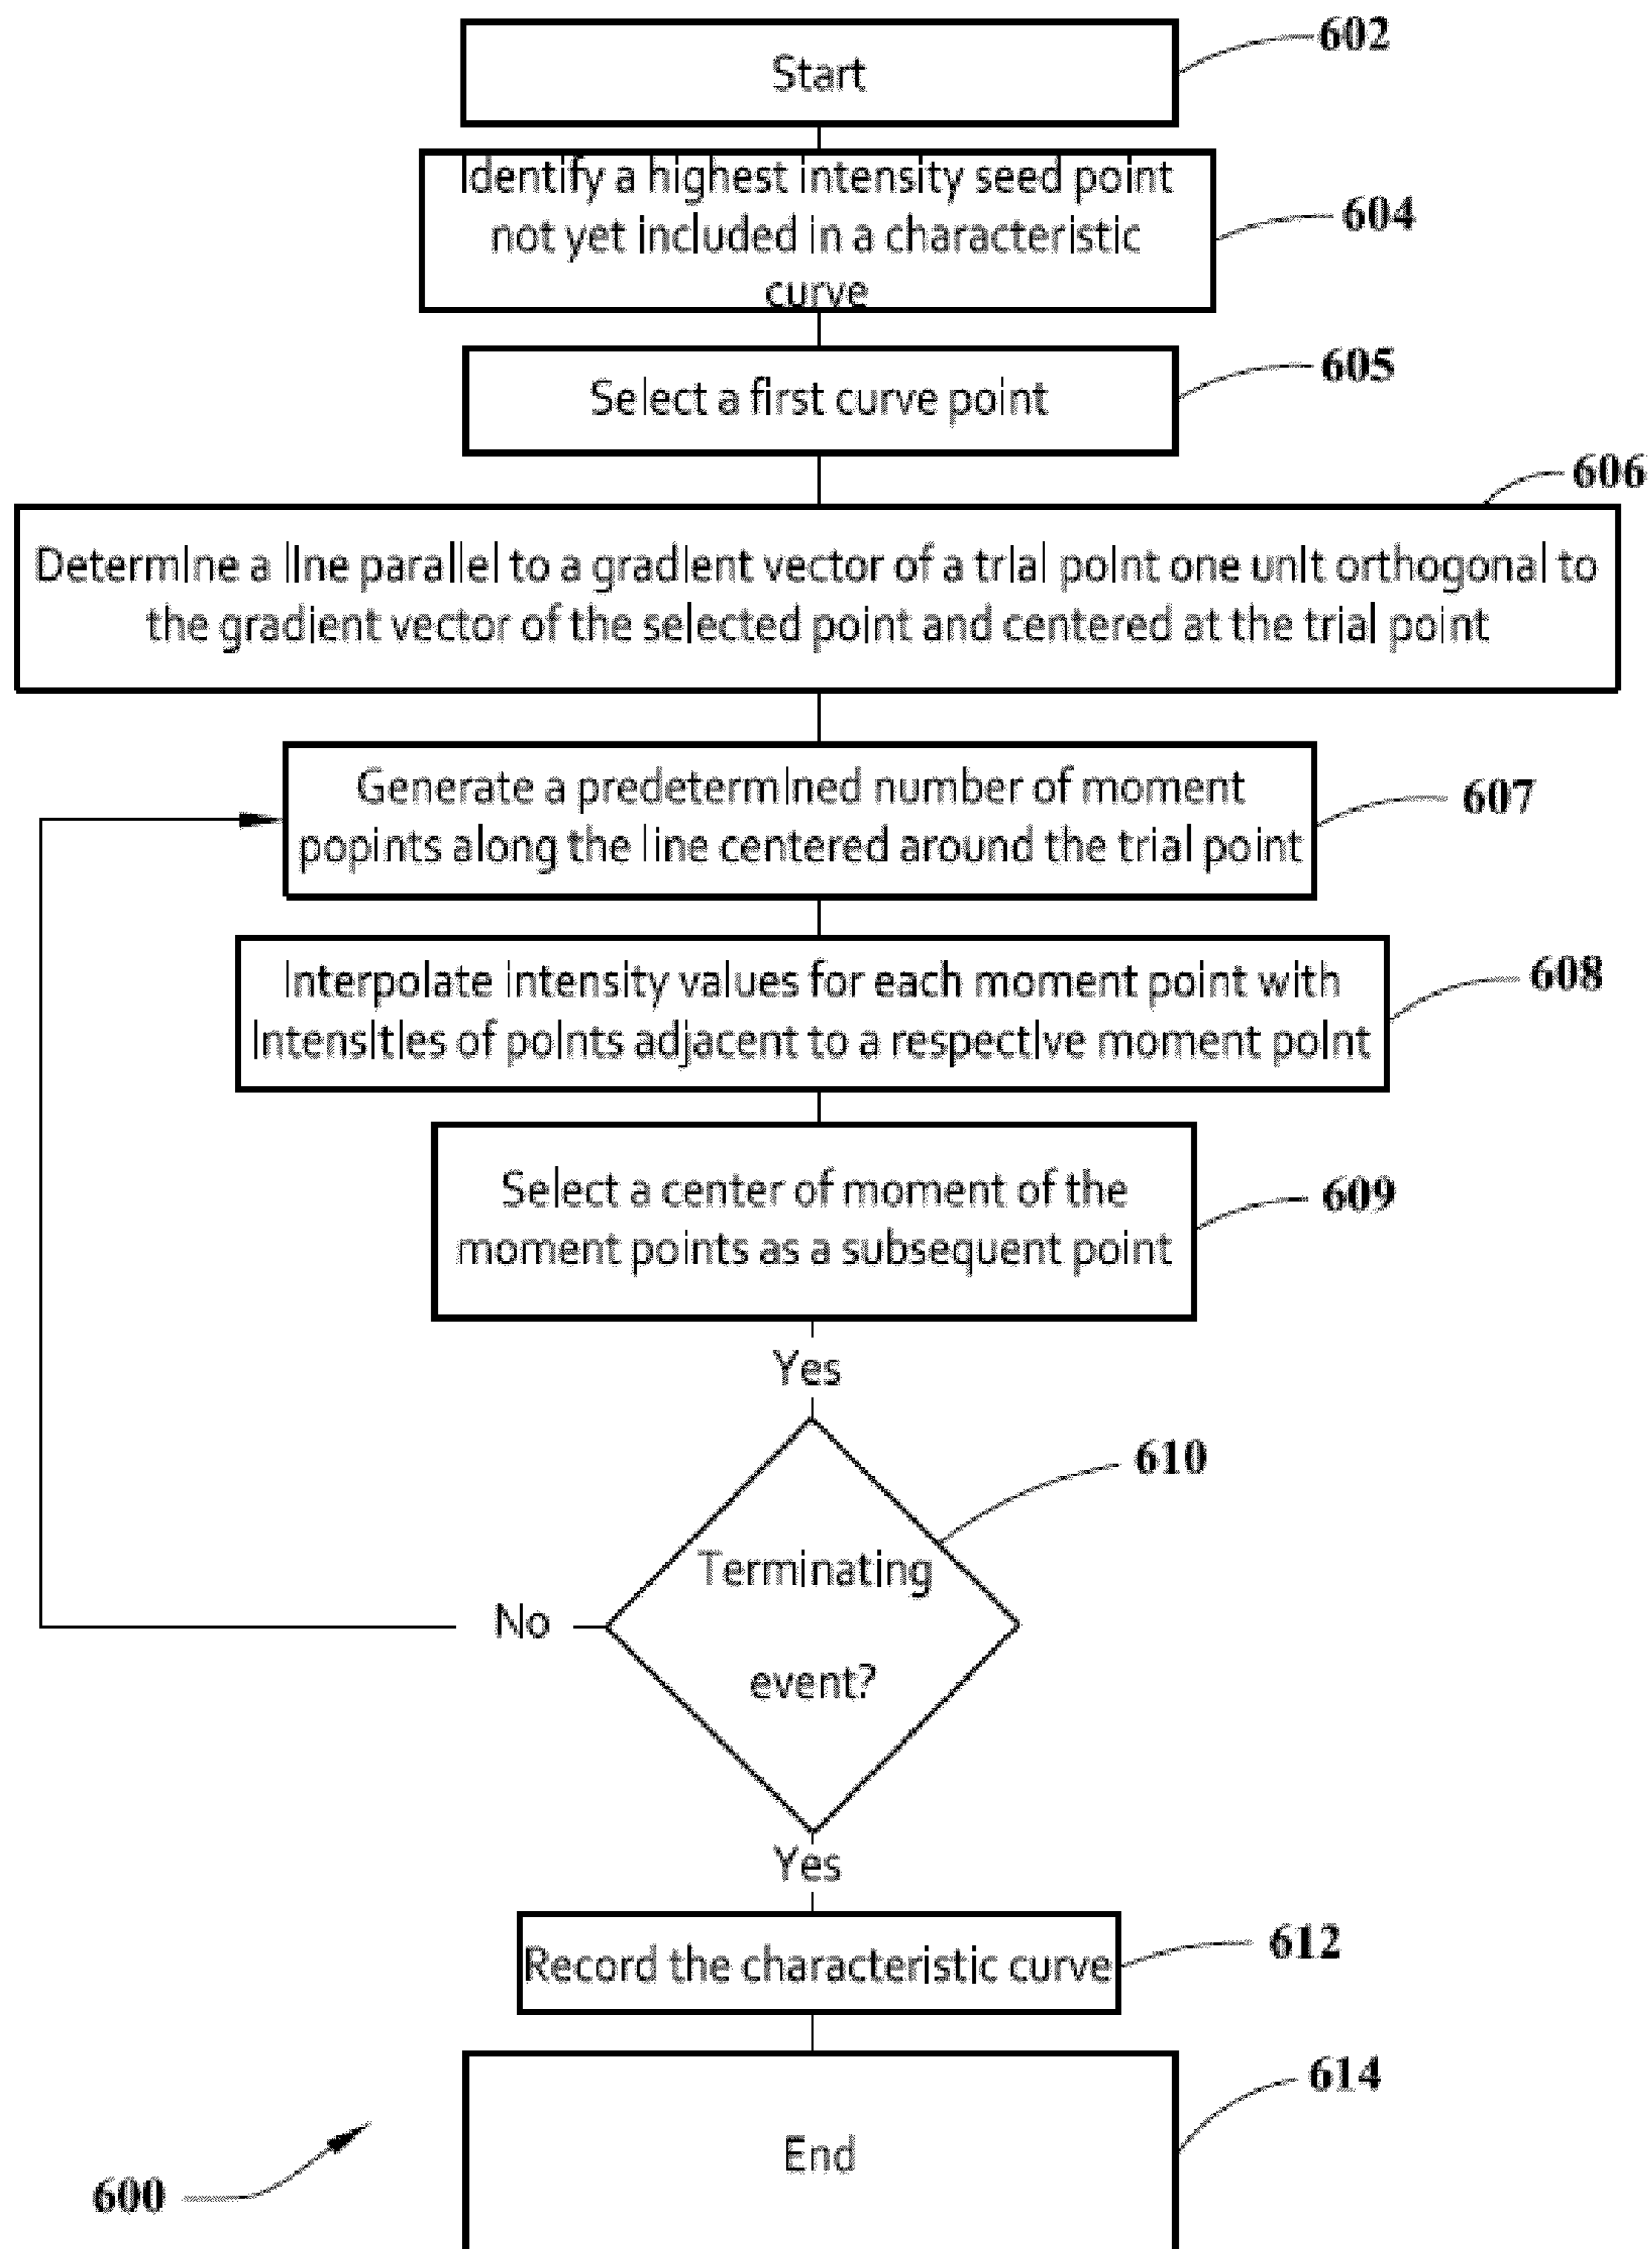 602
Start
Identify a highest intensity seed point
not yet included in a characteristic
curve
604
Select a first curve point
605
606
Determine a line parallel to a gradient vector of a trial point one unit orthogonal to
the gradient vector of the selected point and centered at the trial point
Generate a predetermined number of moment
popints along the line centered around the trial point
607
Interpolate intensity values for each moment point with
intensities of points adjacent to a respective moment point
608
Select a center of moment of the
moment points as a subsequent point
609
Yes
610
Terminating
event?
No
Yes
Record the characteristic curve
612
614
End
600